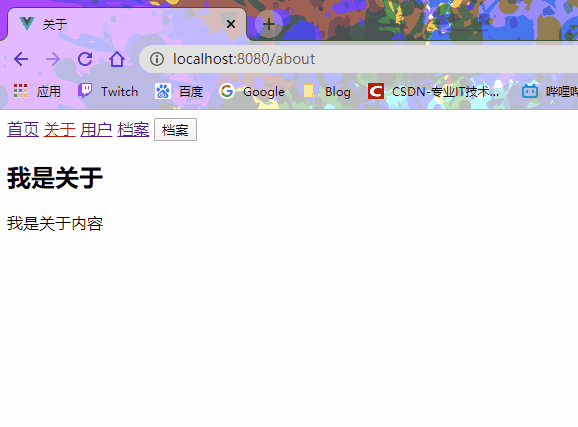 关于
localhost:8080/about
应用 Twitch 百度 Google Blog CSDN-专业IT技术... 哔哩哔
首页 关于 用户 档案 档案
我是关于
我是关于内容